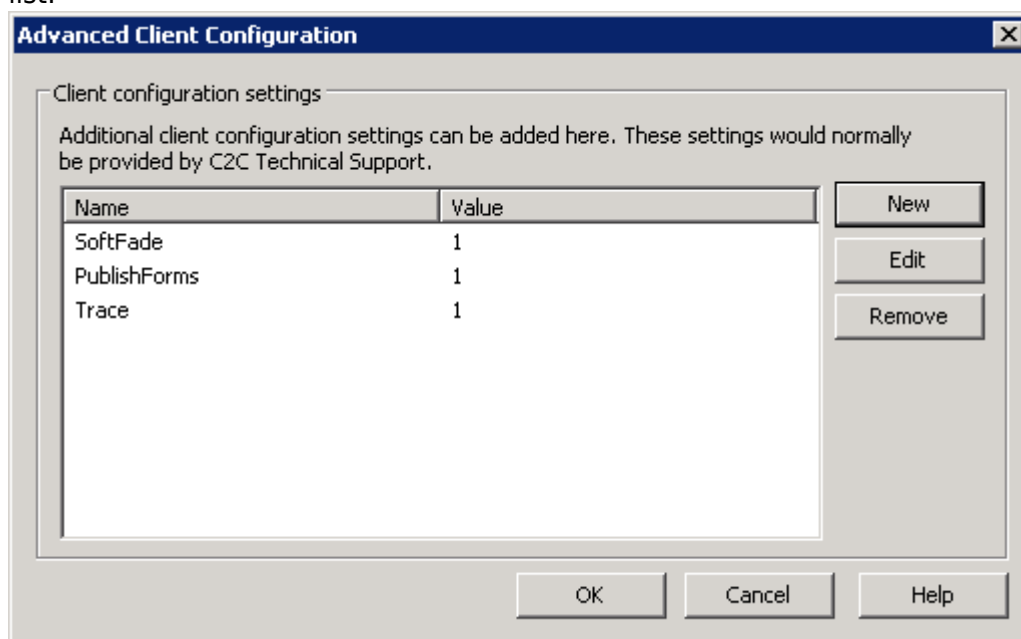 list.
Advanced Client Configuration
Client configuration settings
Additional client configuration settings can be added here. These settings would normally
be provided by C2C Technical Support.
Name Value
SoftFade 1
PublishForms 1
Trace 1
New
Edit
Remove
OK Cancel Help